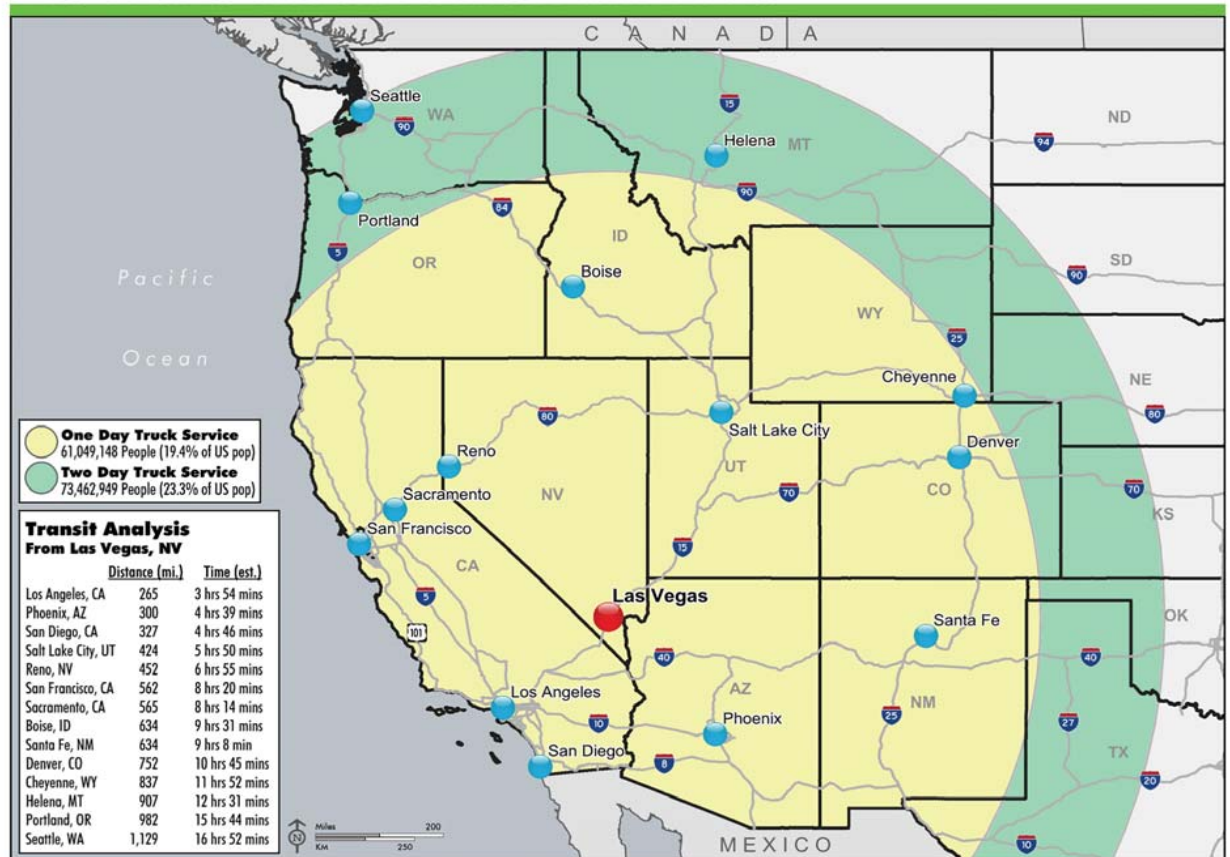 CANADA
Seattle
WA
90
15
Helena
MT
ND
94
90
84
Portland
5
ID
OR
Boise
SD
90
Pacific
Ocean
WY
25
Cheyenne
NE
80
One Day Truck Service
61,049,148 People (19.4% of US pop)
Two Day Truck Service
73,462,949 People (23.3% of US pop)
80
Salt Lake City
Reno
UT
Denver
NV
70
CO
70
KS
Sacramento
San Francisco
CA
15
5
Las Vegas
101
Santa Fe
OK
40
40
Los Angeles
AZ
NM
10
Phoenix
25
27
TX
San Diego
8
20
10
MEXICO
Transit Analysis
From Las Vegas, NV
Distance (mi.) Time (est.)
Los Angeles, CA 265 3 hrs 54 mins
Phoenix, AZ 300 4 hrs 39 mins
San Diego, CA 327 4 hrs 46 mins
Salt Lake City, UT 424 5 hrs 50 mins
Reno, NV 452 6 hrs 55 mins
San Francisco, CA 562 8 hrs 20 mins
Sacramento, CA 565 8 hrs 14 mins
Boise, ID 634 9 hrs 31 mins
Santa Fe, NM 634 9 hrs 8 min
Denver, CO 752 10 hrs 45 mins
Cheyenne, WY 837 11 hrs 52 mins
Helena, MT 907 12 hrs 31 mins
Portland, OR 982 15 hrs 44 mins
Seattle, WA 1,129 16 hrs 52 mins
N
Miles 200
KM 250